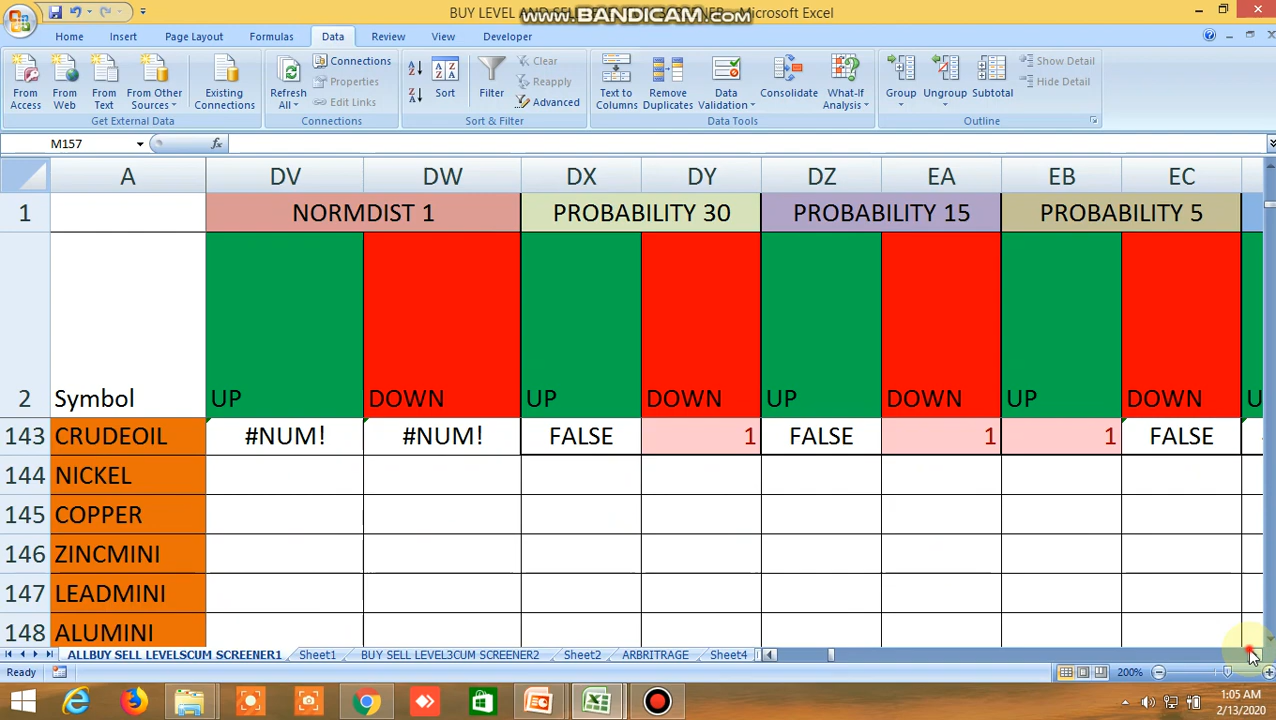 BUY LEVEL AND SEL
www.BANDICAM.com
- Microsoft Excel
Home Insert Page Layout Formulas Data Review View Developer
From Access
From Web
From Text
From Other Sources
Existing Connections
Get External Data
Refresh All
Connections
Properties
Edit Links
Connections
Sort
Filter
Clear
Reapply
Advanced
Sort & Filter
Text to Columns
Remove Duplicates
Data Validation
Consolidate
What-If Analysis
Data Tools
Group
Ungroup
Subtotal
Show Detail
Hide Detail
Outline
M157 fx
A DV DW DX DY DZ EA EB EC
1 NORMDIST 1 PROBABILITY 30 PROBABILITY 15 PROBABILITY 5
2 Symbol UP DOWN UP DOWN UP DOWN UP DOWN U
143 CRUDEOIL #NUM! #NUM! FALSE 1 FALSE 1 1 FALSE
144 NICKEL
145 COPPER
146 ZINCMINI
147 LEADMINI
148 ALUMINI
ALLBUY SELL LEVELSCUM SCREENER1 Sheet1 BUY SELL LEVEL3CUM SCREENER2 Sheet2 ARBRITRAGE Sheet4
Ready 200%
1:05 AM
2/13/2020